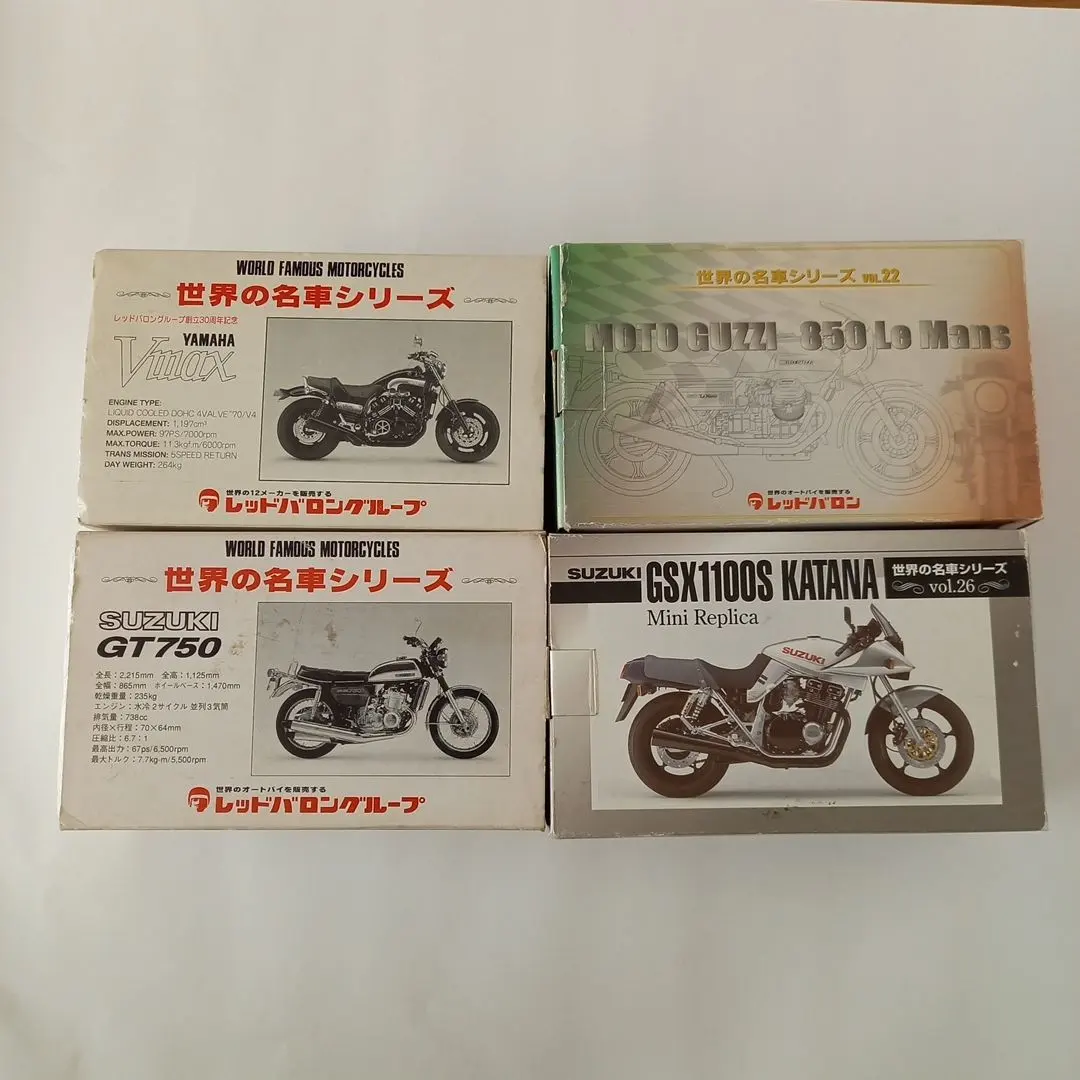 WORLD FAMOUS MOTORCYCLES
世界の名車シリーズ
レッドバロングループ創立30周年記念
YAMAHA
Vmax
ENGINE TYPE:
LIQUID COOLED DOHC 4VALVE 70/V4
DISPLACEMENT: 1,197cm³
MAX.POWER: 97PS/7000rpm
MAX.TORQUE: 11.3kgf.m/6000rpm
TRANS MISSION: 5SPEED RETURN
DAY WEIGHT: 264kg
世界の12メーカーを販売する
レッドバロングループ
世界の名車シリーズ VOL.22
MOTO GUZZI 850 Le Mans
世界のオートバイを販売する
レッドバロン
WORLD FAMOUS MOTORCYCLES
世界の名車シリーズ
SUZUKI
GT750
全長:2,215mm 全高:1,125mm
全幅:865mm ホイールベース:1,470mm
乾燥重量:235kg
エンジン:水冷2サイクル 並列3気筒
排気量:738cc
内径×行程:70×64mm
圧縮比:6.7:1
最高出力:67ps/6,500rpm
最大トルク:7.7kg-m/5,500rpm
世界のオートバイを販売する
レッドバロングループ
SUZUKI GSX1100S KATANA 世界の名車シリーズ
vol.26
Mini Replica
SUZUKI